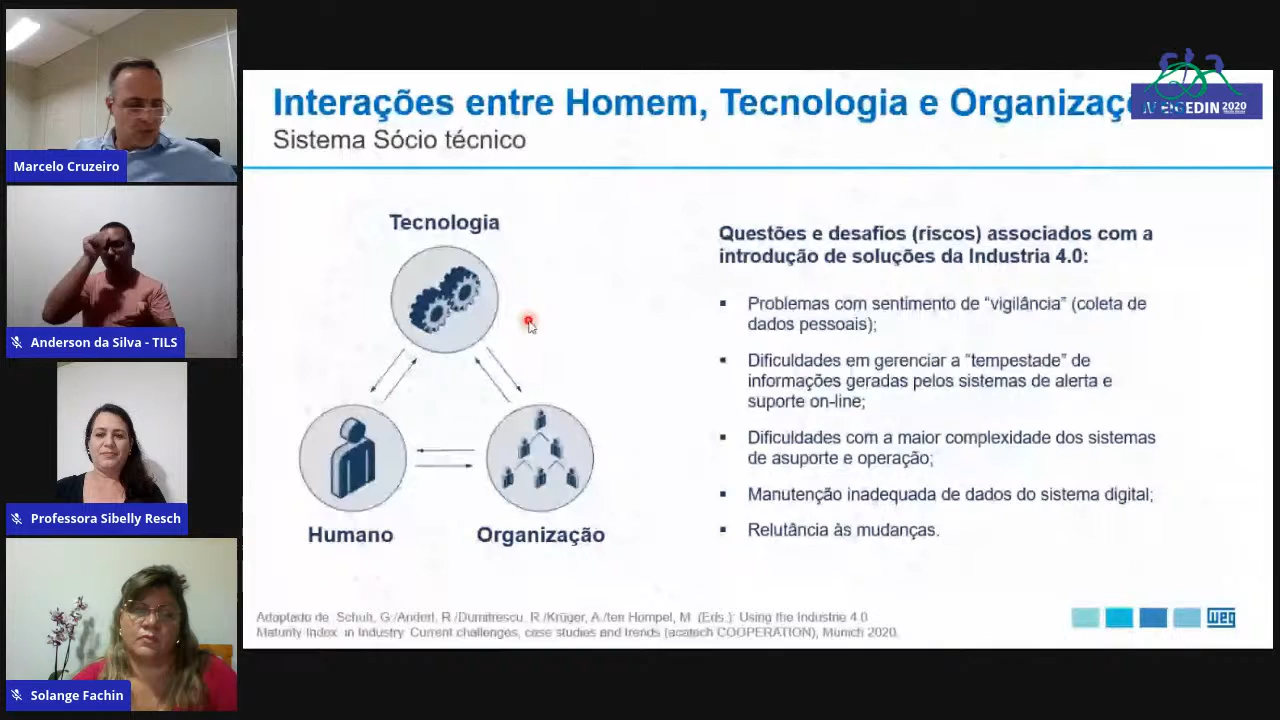 Marcelo Cruzeiro
Anderson da Silva - TILS
Professora Sibelly Resch
Solange Fachin
Interações entre Homem, Tecnologia e Organizaç
EDIN 2020
Sistema Sócio técnico
Tecnologia
Humano
Organização
Questões e desafios (riscos) associados com a
introdução de soluções da Industria 4.0:
▪ Problemas com sentimento de “vigilância” (coleta de
dados pessoais);
▪ Dificuldades em gerenciar a “tempestade” de
informações geradas pelos sistemas de alerta e
suporte on-line;
▪ Dificuldades com a maior complexidade dos sistemas
de asuporte e operação;
▪ Manutenção inadequada de dados do sistema digital;
▪ Relutância às mudanças.
Adaptado de Schuh, G./Anderl, R./Dumitrescu, R./Krüger, A./ten Hompel, M. (Eds.): Using the Industrie 4.0
Maturity Index in Industry. Current challenges, case studies and trends (acatech COOPERATION), Munich 2020.
weg